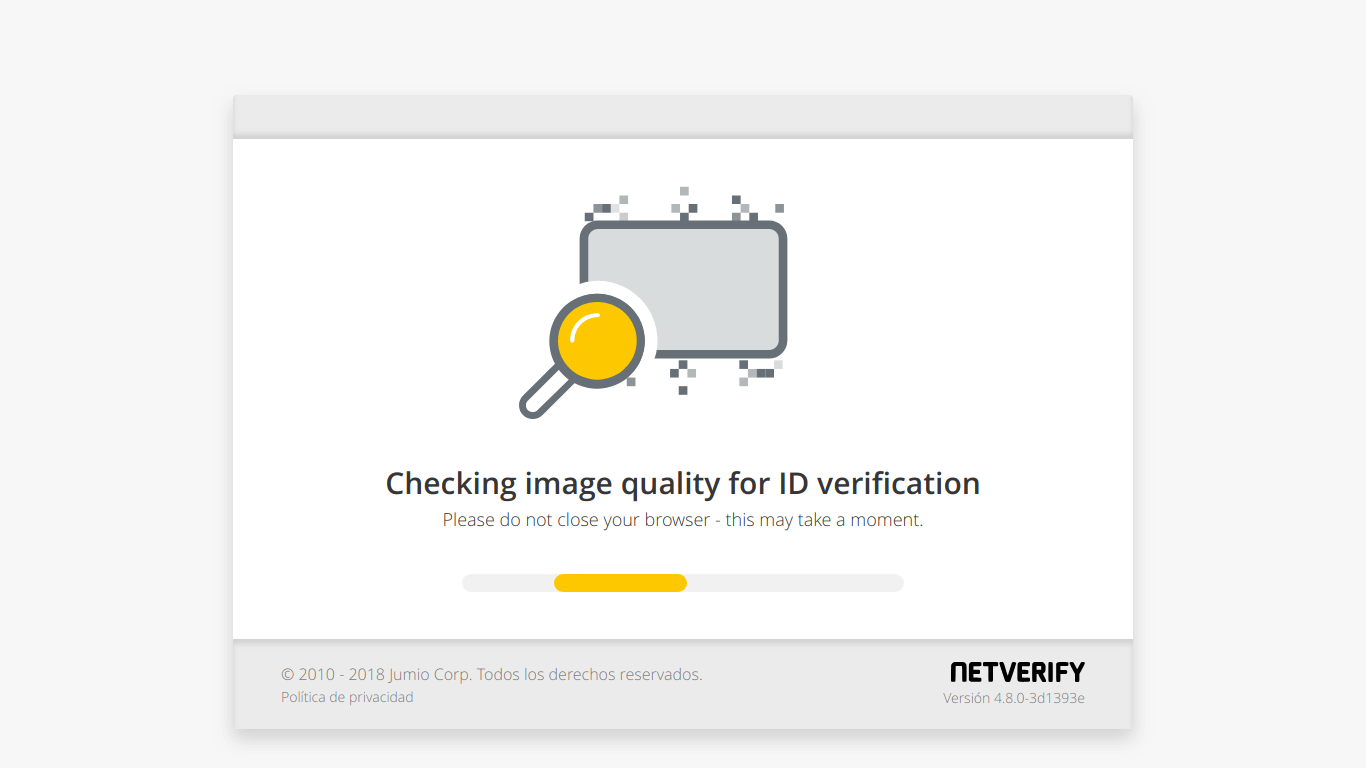 Checking image quality for ID verification
Please do not close your browser - this may take a moment.
© 2010 - 2018 Jumio Corp. Todos los derechos reservados.
Política de privacidad
NETVERIFY
Versión 4.8.0-3d1393e